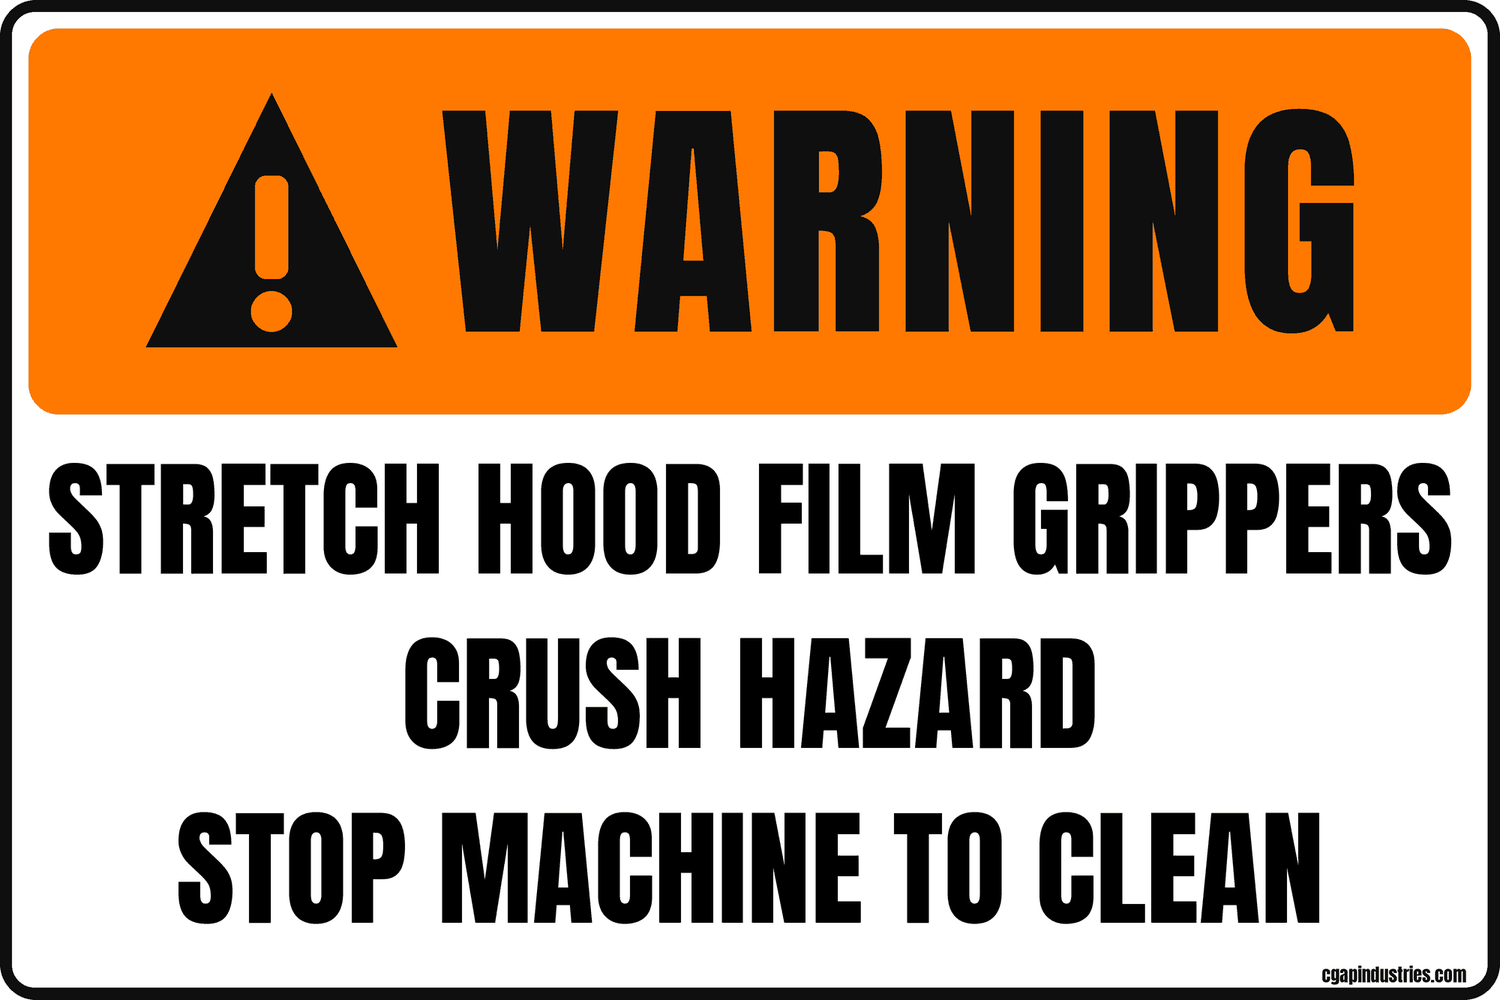 WARNING
STRETCH HOOD FILM GRIPPERS
CRUSH HAZARD
STOP MACHINE TO CLEAN
cgapindustries.com